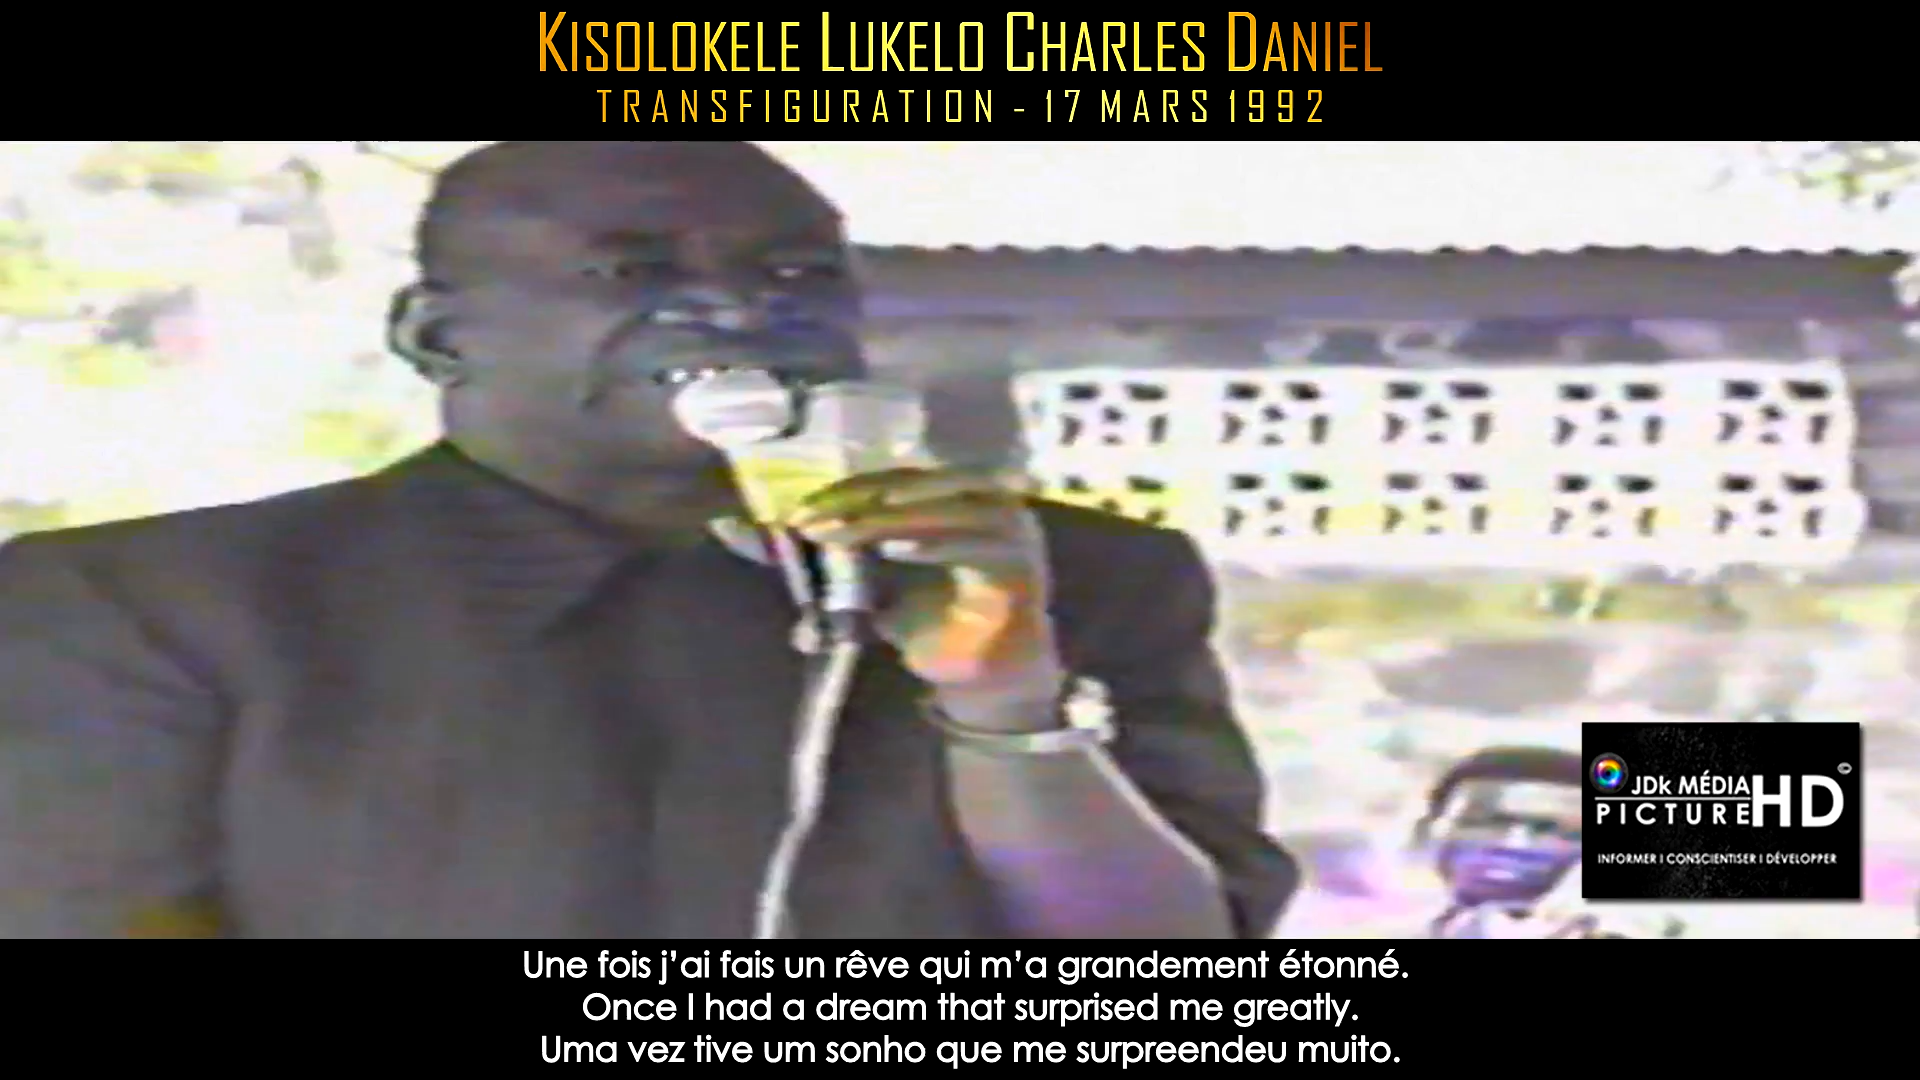 KISOLOKELE LUKELO CHARLES DANIEL
TRANSFIGURATION - 17 MARS 1992
JDk MÉDIA HD ©
PICTURE
INFORMER I CONSCIENTISER I DÉVELOPPER
Une fois j’ai fais un rêve qui m’a grandement étonné.
Once I had a dream that surprised me greatly.
Uma vez tive um sonho que me surpreendeu muito.